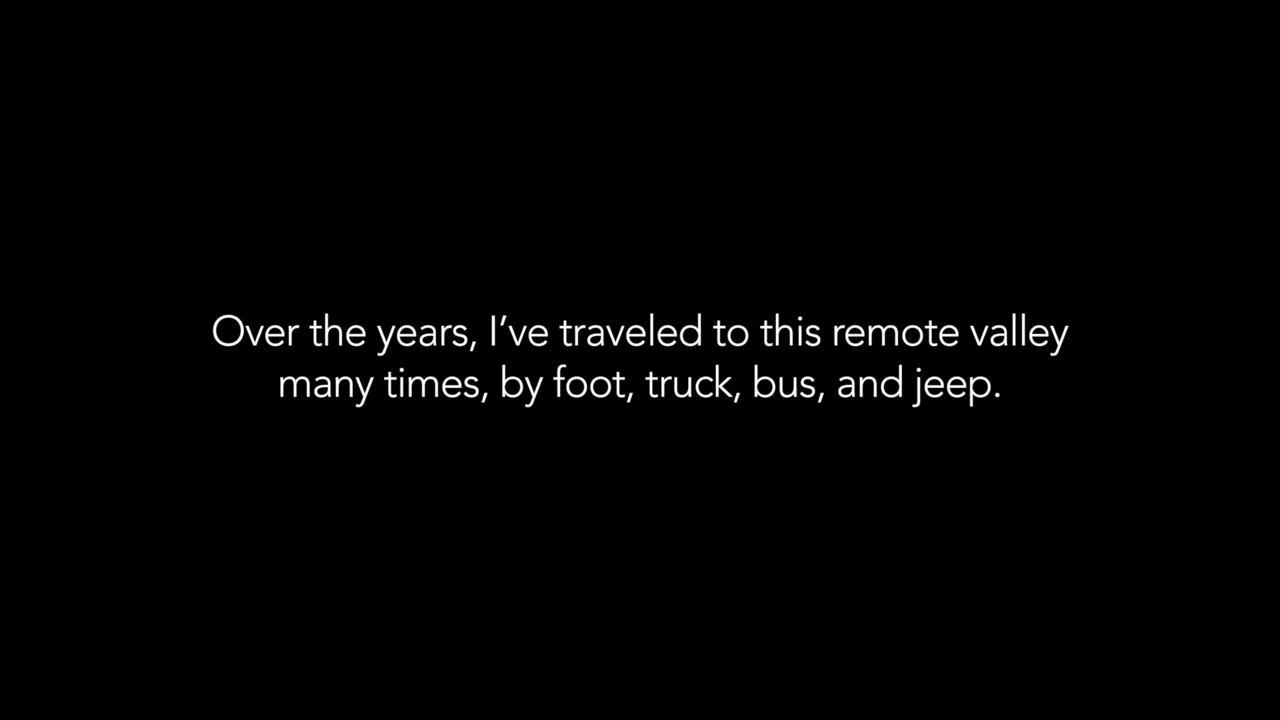 Over the years, I’ve traveled to this remote valley
many times, by foot, truck, bus, and jeep.